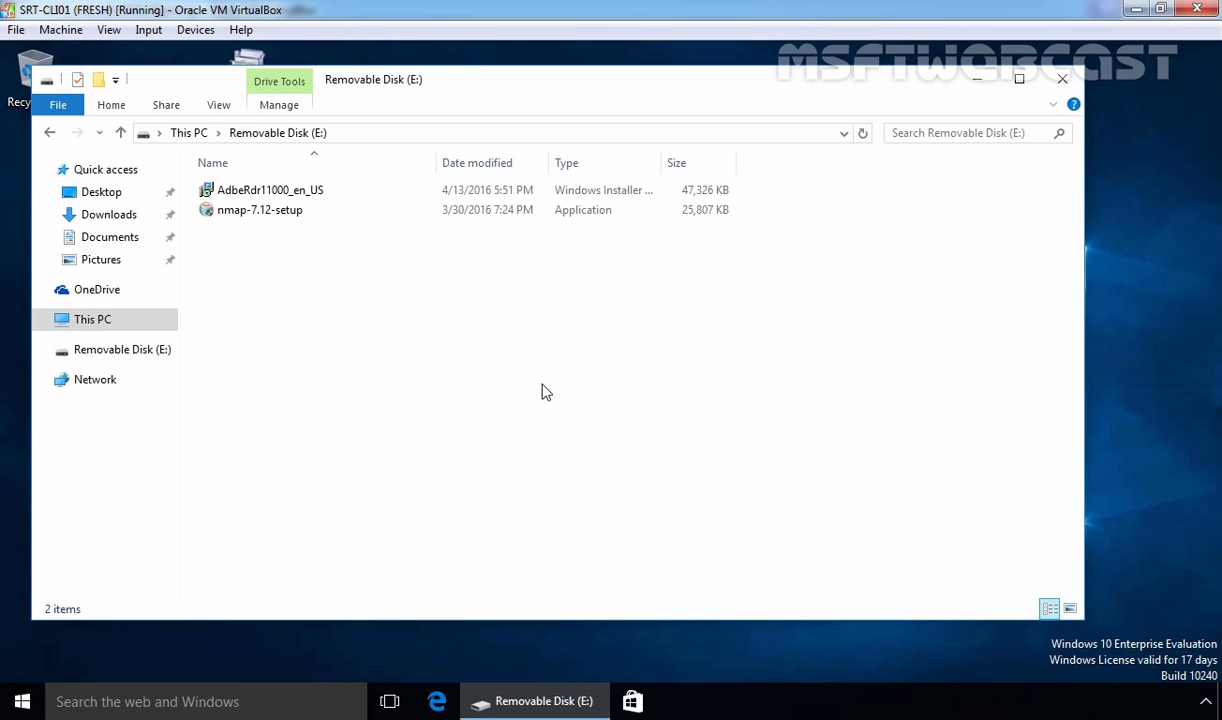 SRT-CLI01 (FRESH) [Running] - Oracle VM VirtualBox
File Machine View Input Devices Help
MSFTWEBCAST
Recy
Drive Tools Removable Disk (E:)
File Home Share View Manage
This PC Removable Disk (E:) Search Removable Disk (E:)
Name Date modified Type Size
Quick access
Desktop
Downloads
Documents
Pictures
OneDrive
This PC
Removable Disk (E:)
Network
AdbeRdr11000_en_US 4/13/2016 5:51 PM Windows Installer ... 47,326 KB
nmap-7.12-setup 3/30/2016 7:24 PM Application 25,807 KB
2 items
Windows 10 Enterprise Evaluation
Windows License valid for 17 days
Build 10240
Search the web and Windows Removable Disk (E:)